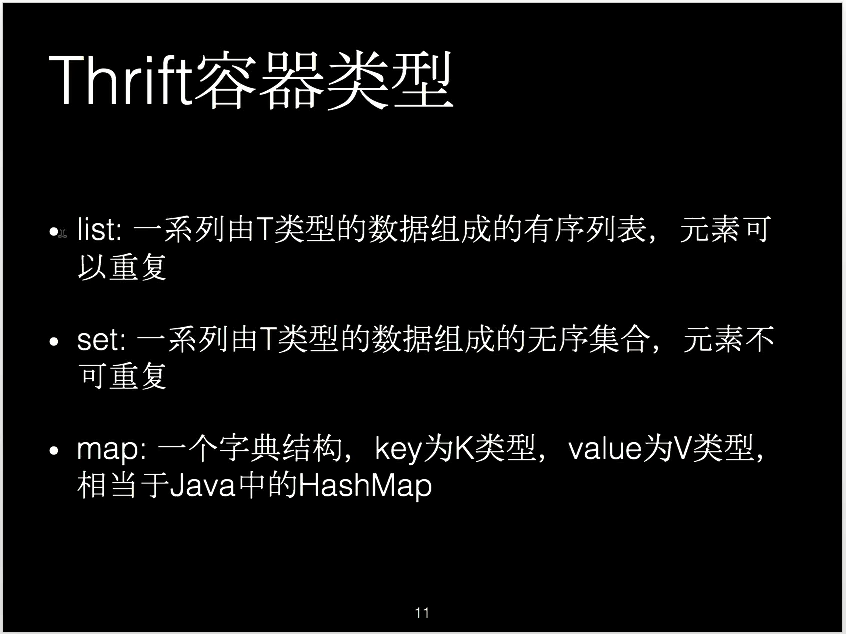 Thrift容器类型
• list: 一系列由T类型的数据组成的有序列表，元素可
以重复
• set: 一系列由T类型的数据组成的无序集合，元素不
可重复
• map: 一个字典结构，key为K类型，value为V类型，
相当于Java中的HashMap
11